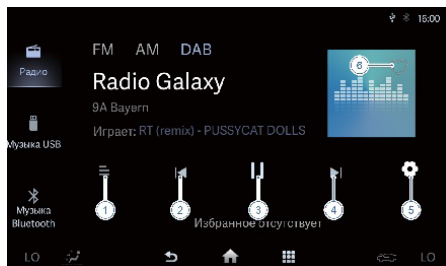 15:00
FM AM DAB
Радио
Radio Galaxy
9A Bayern
Играет: RT (remix) - PUSSYCAT DOLLS
Музыка USB
Музыка
Bluetooth
Избранное отсутствует
1 2 3 4 5
6
LO LO